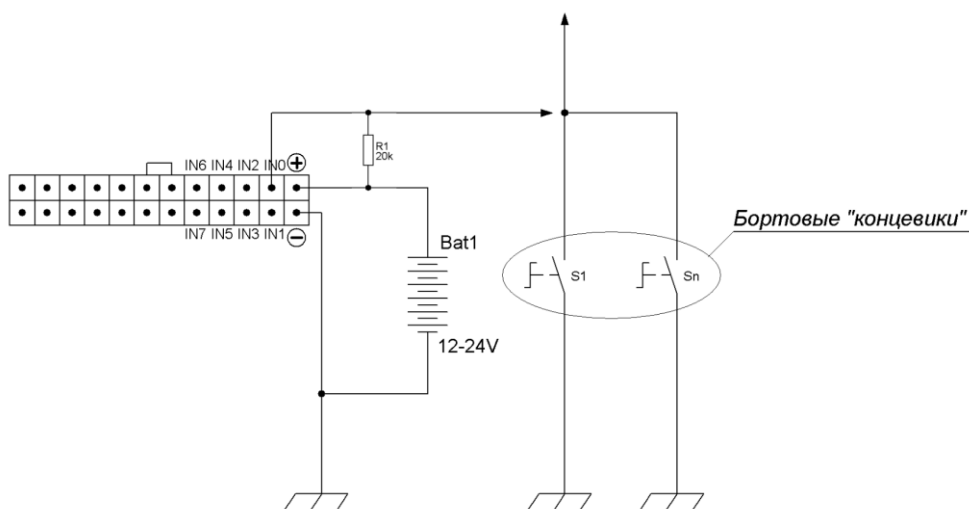 Бортовые "концевики"
R1
20k
IN6 IN4 IN2 IN0 +
IN7 IN5 IN3 IN1 −
Bat1
S1
Sn
12-24V